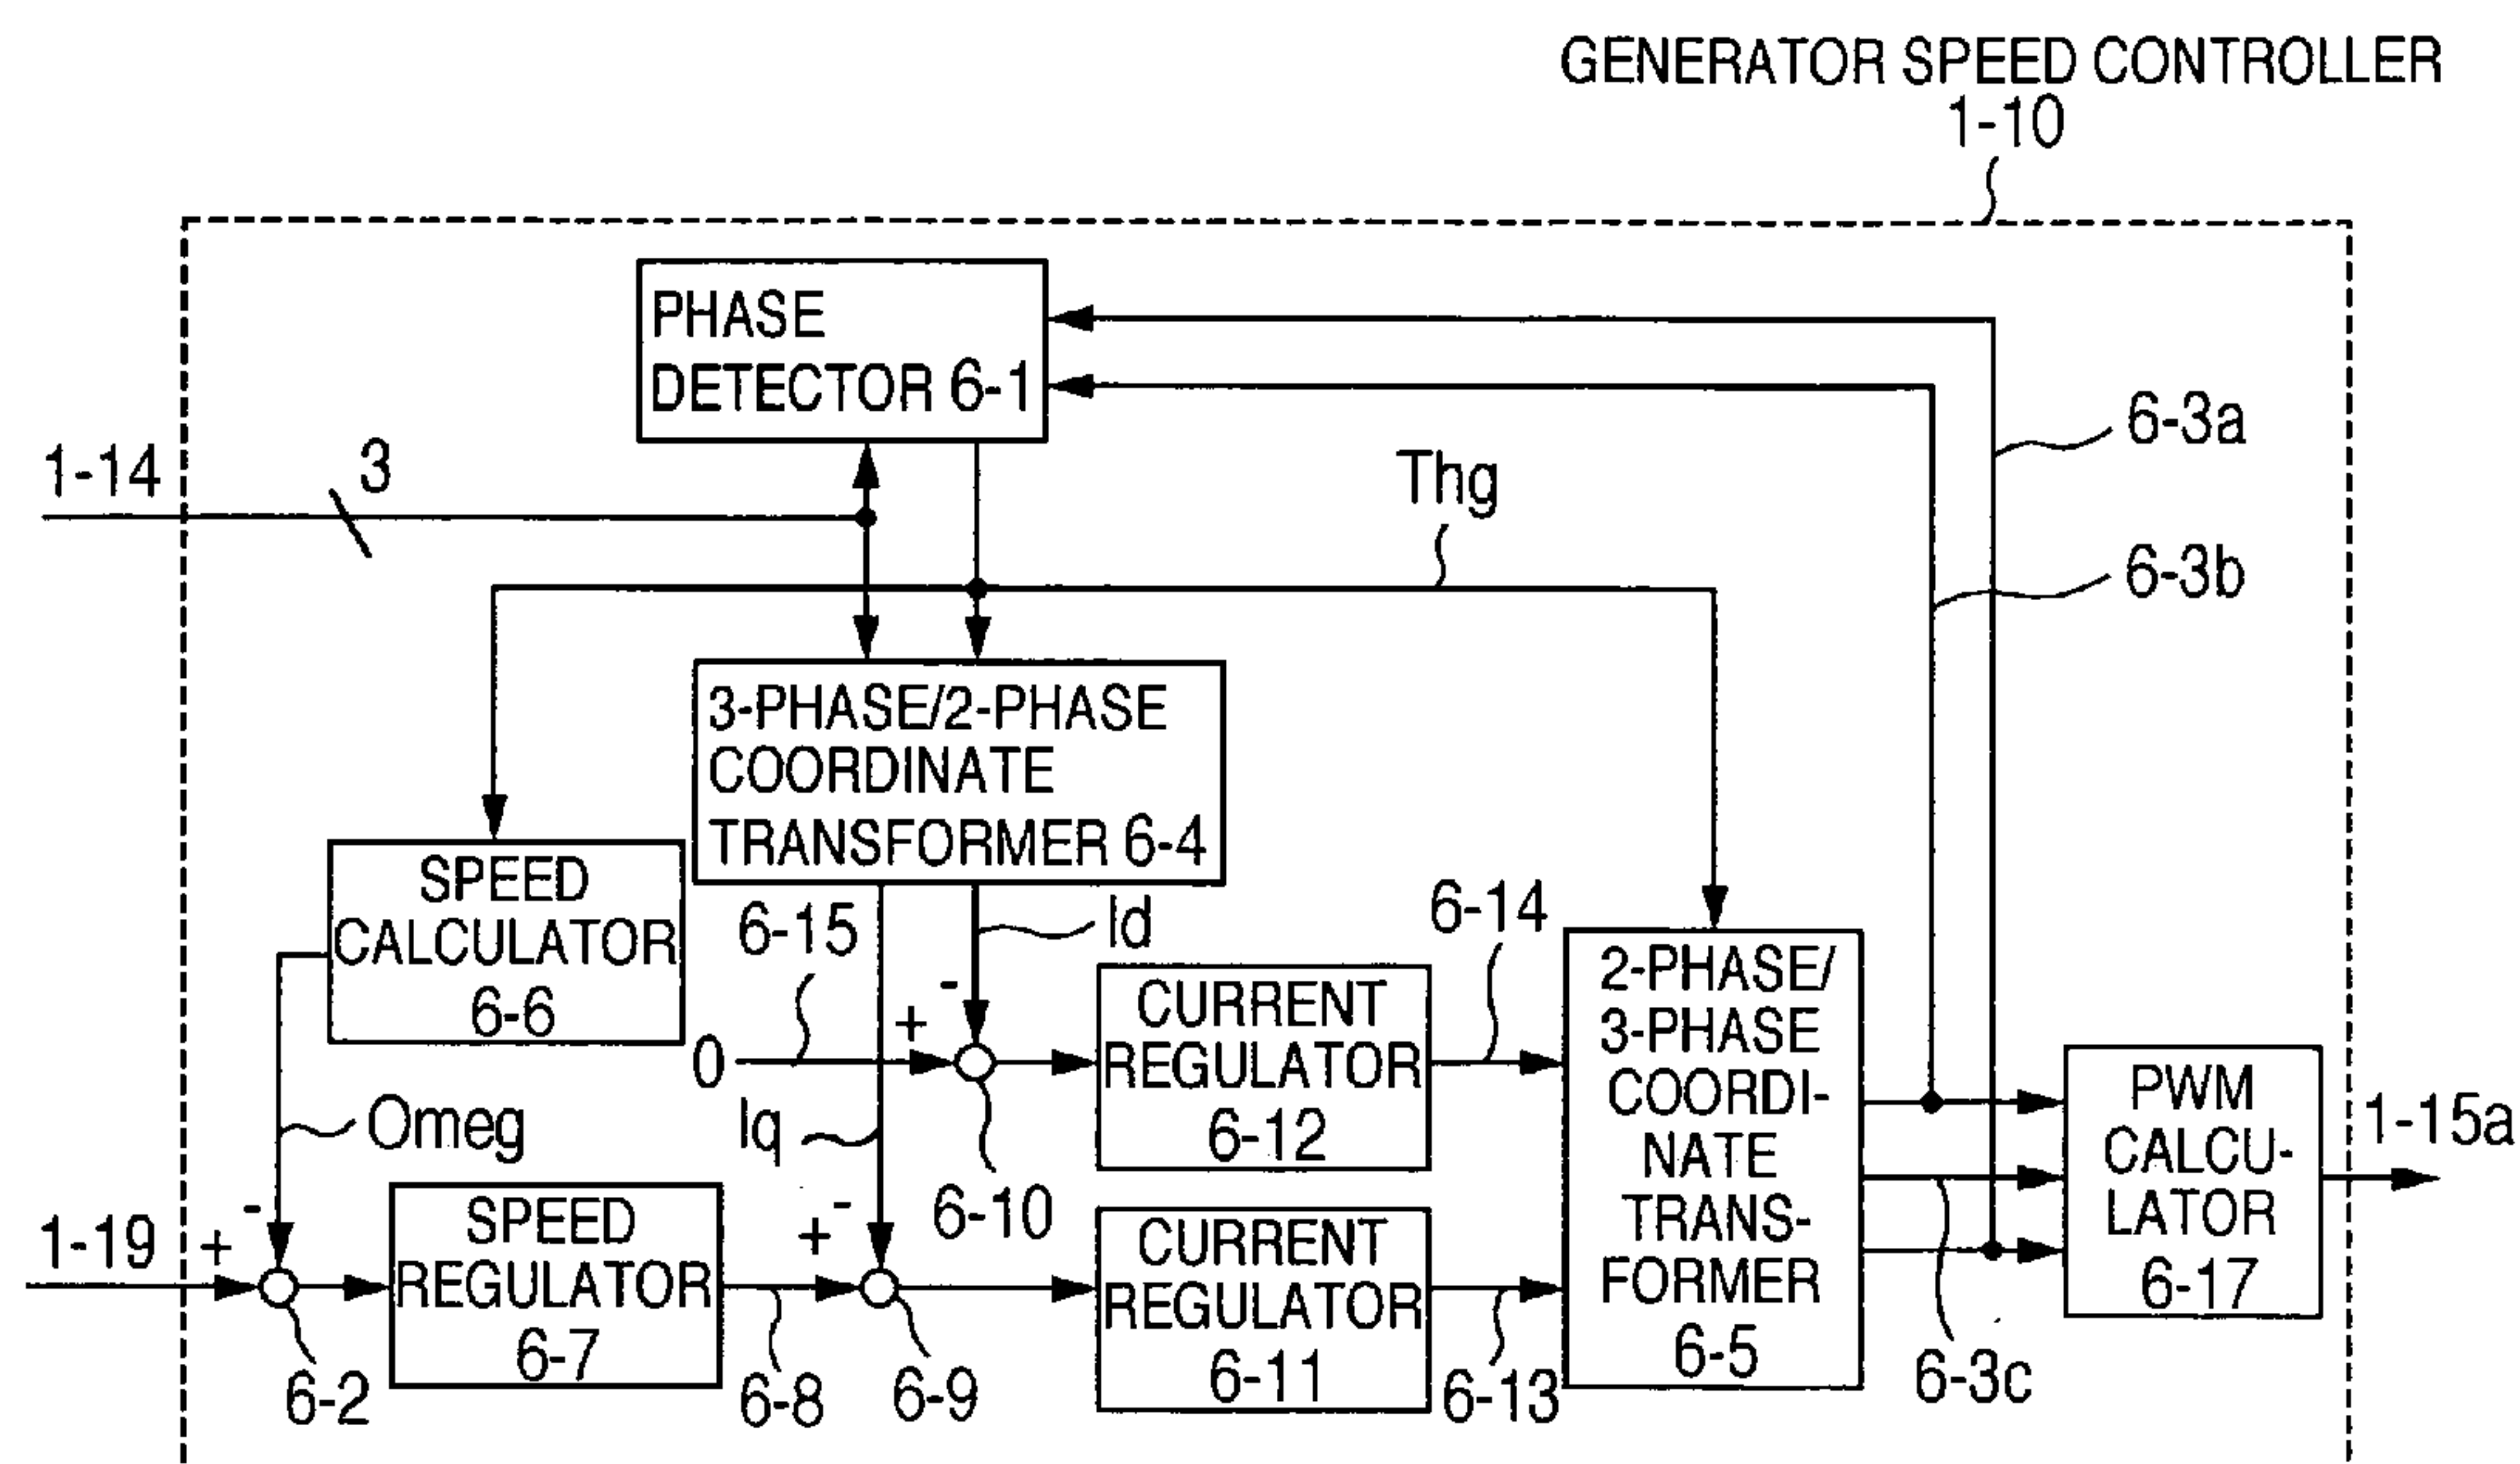 GENERATOR SPEED CONTROLLER
1-10
PHASE
DETECTOR 6-1
6-3a
1-14
3
Thg
6-3b
3-PHASE/2-PHASE
COORDINATE
TRANSFORMER 6-4
SPEED
CALCULATOR
6-6
6-15
Id
6-14
-
+
0
CURRENT
REGULATOR
6-12
2-PHASE/
3-PHASE
COORDI-
NATE
TRANS-
FORMER
6-5
PWM
CALCU-
LATOR
6-17
1-15a
Omeg
Iq
6-10
1-19
-
+
SPEED
REGULATOR
6-7
-
+
CURRENT
REGULATOR
6-11
6-2
6-8
6-9
6-13
6-3c